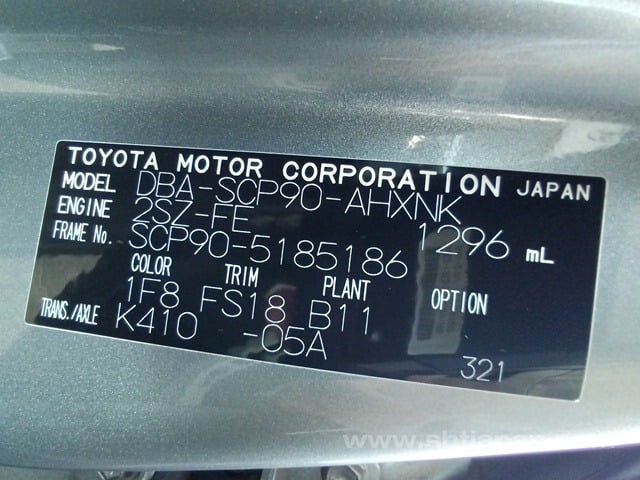 TOYOTA MOTOR CORPORATION JAPAN
MODEL DBA-SCP90-AHXNK
ENGINE 2SZ-FE 1296 mL
FRAME No. SCP90-5185186
COLOR TRIM PLANT OPTION
1F8 FS18 B11
TRANS./AXLE K410 -05A 321